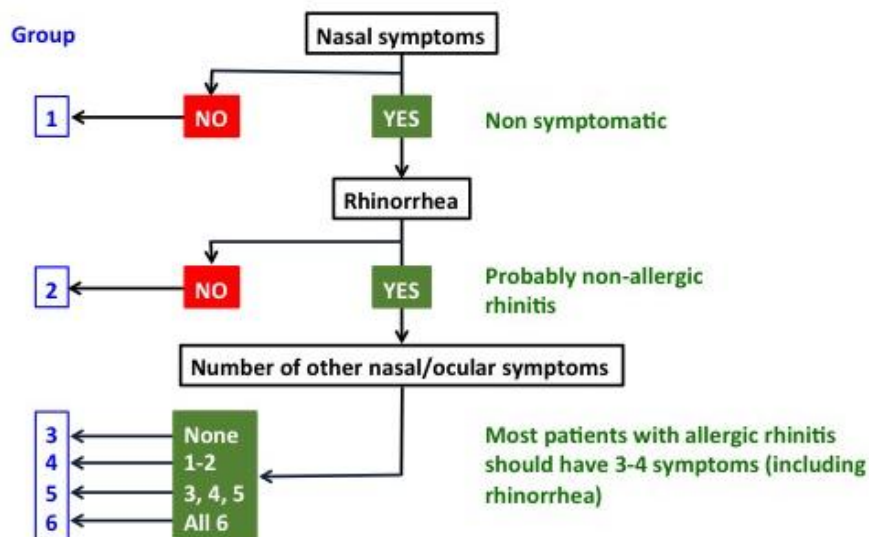 Group
Nasal symptoms
1
NO
YES
Non symptomatic
Rhinorrhea
2
NO
YES
Probably non-allergic
rhinitis
Number of other nasal/ocular symptoms
3
None
4
1-2
5
3, 4, 5
6
All 6
Most patients with allergic rhinitis
should have 3-4 symptoms (including
rhinorrhea)